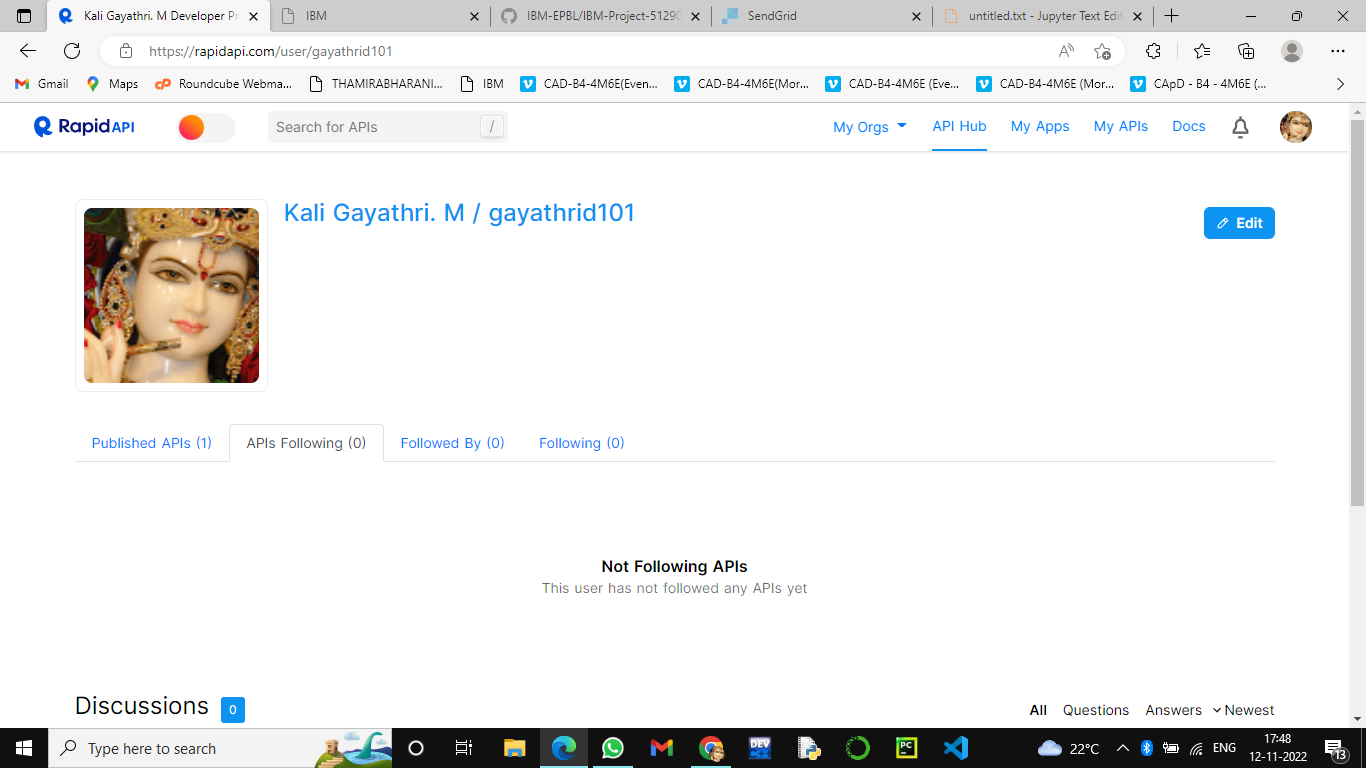 Kali Gayathri. M Developer Pr
IBM
IBM-EPBL/IBM-Project-51290
SendGrid
untitled.txt - Jupyter Text Edit
https://rapidapi.com/user/gayathrid101
Gmail
Maps
Roundcube Webma...
THAMIRABHARANI...
IBM
CAD-B4-4M6E(Even...
CAD-B4-4M6E(Mor...
CAD-B4-4M6E (Eve...
CAD-B4-4M6E (Mor...
CApD - B4 - 4M6E (...
Rapid API
Search for APIs /
My Orgs
API Hub
My Apps
My APIs
Docs
Kali Gayathri. M / gayathrid101
Edit
Published APIs (1)
APIs Following (0)
Followed By (0)
Following (0)
Not Following APIs
This user has not followed any APIs yet
Discussions 0
All
Questions
Answers
Newest
Type here to search
DEV
PC
22°C
ENG
17:48
12-11-2022
13